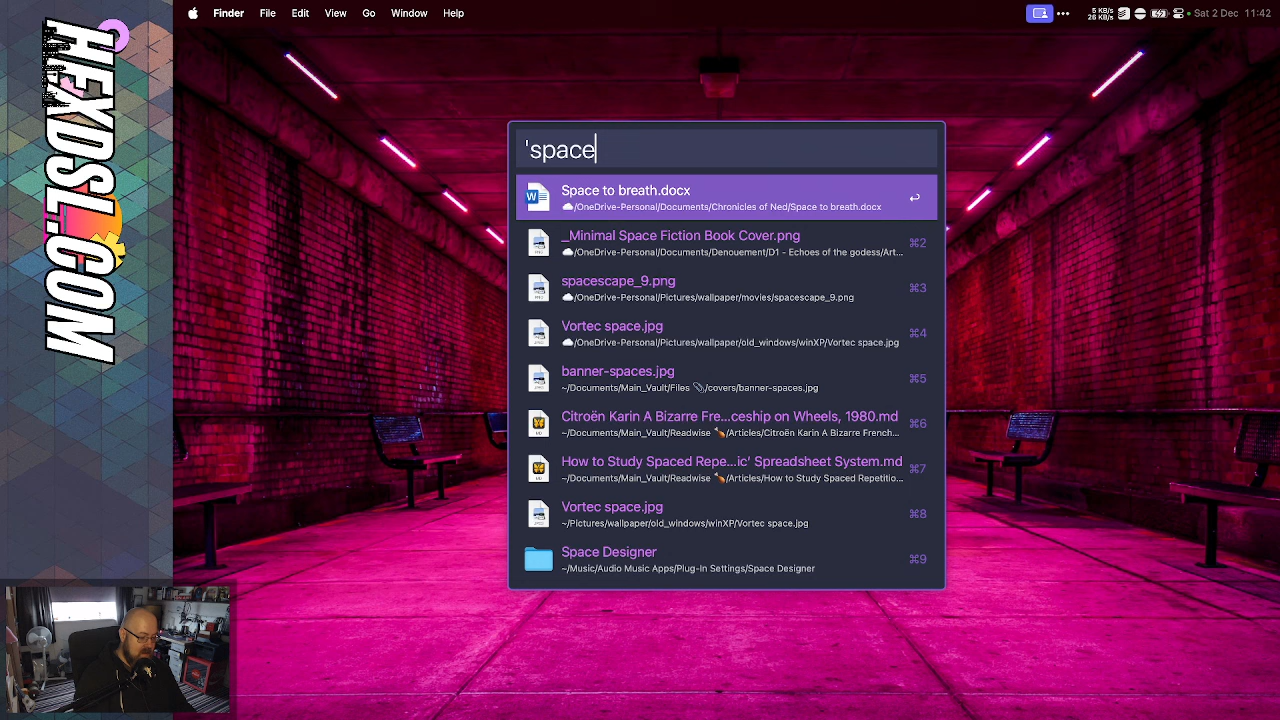 Finder File Edit View Go Window Help
5 KB/s
26 KB/s
Sat 2 Dec 11:42
HEXDSL.COM
'space
Space to breath.docx
/OneDrive-Personal/Documents/Chronicles of Ned/Space to breath.docx
_Minimal Space Fiction Book Cover.png
/OneDrive-Personal/Documents/Denouement/D1 - Echoes of the godess/Art...
⌘2
spacescape_9.png
/OneDrive-Personal/Pictures/wallpaper/movies/spacescape_9.png
⌘3
Vortec space.jpg
/OneDrive-Personal/Pictures/wallpaper/old_windows/winXP/Vortec space.jpg
⌘4
banner-spaces.jpg
~/Documents/Main_Vault/Files 📎/covers/banner-spaces.jpg
⌘5
Citroën Karin A Bizarre Fre...ceship on Wheels, 1980.md
~/Documents/Main_Vault/Readwise 🍗/Articles/Citroën Karin A Bizarre French...
⌘6
How to Study Spaced Repe...ic' Spreadsheet System.md
~/Documents/Main_Vault/Readwise 🍗/Articles/How to Study Spaced Repetitio...
⌘7
Vortec space.jpg
~/Pictures/wallpaper/old_windows/winXP/Vortec space.jpg
⌘8
Space Designer
~/Music/Audio Music Apps/Plug-In Settings/Space Designer
⌘9